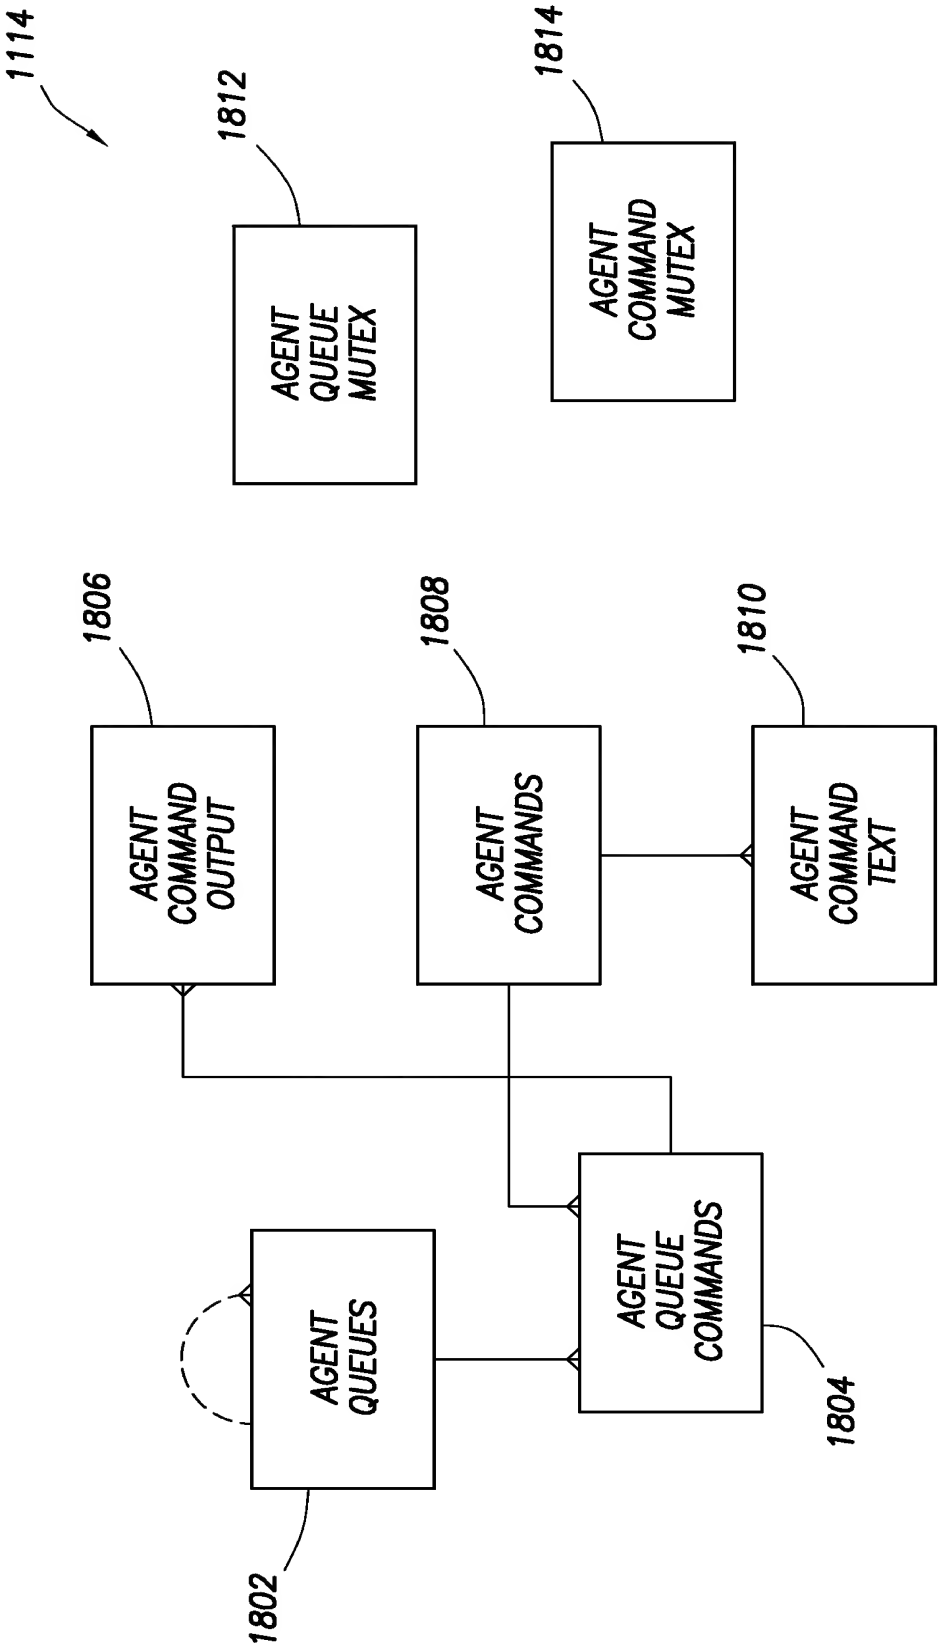 1114
1802
AGENT
QUEUES
1804
AGENT
QUEUE
COMMANDS
1806
AGENT
COMMAND
OUTPUT
1808
AGENT
COMMANDS
1810
AGENT
COMMAND
TEXT
1812
AGENT
QUEUE
MUTEX
1814
AGENT
COMMAND
MUTEX